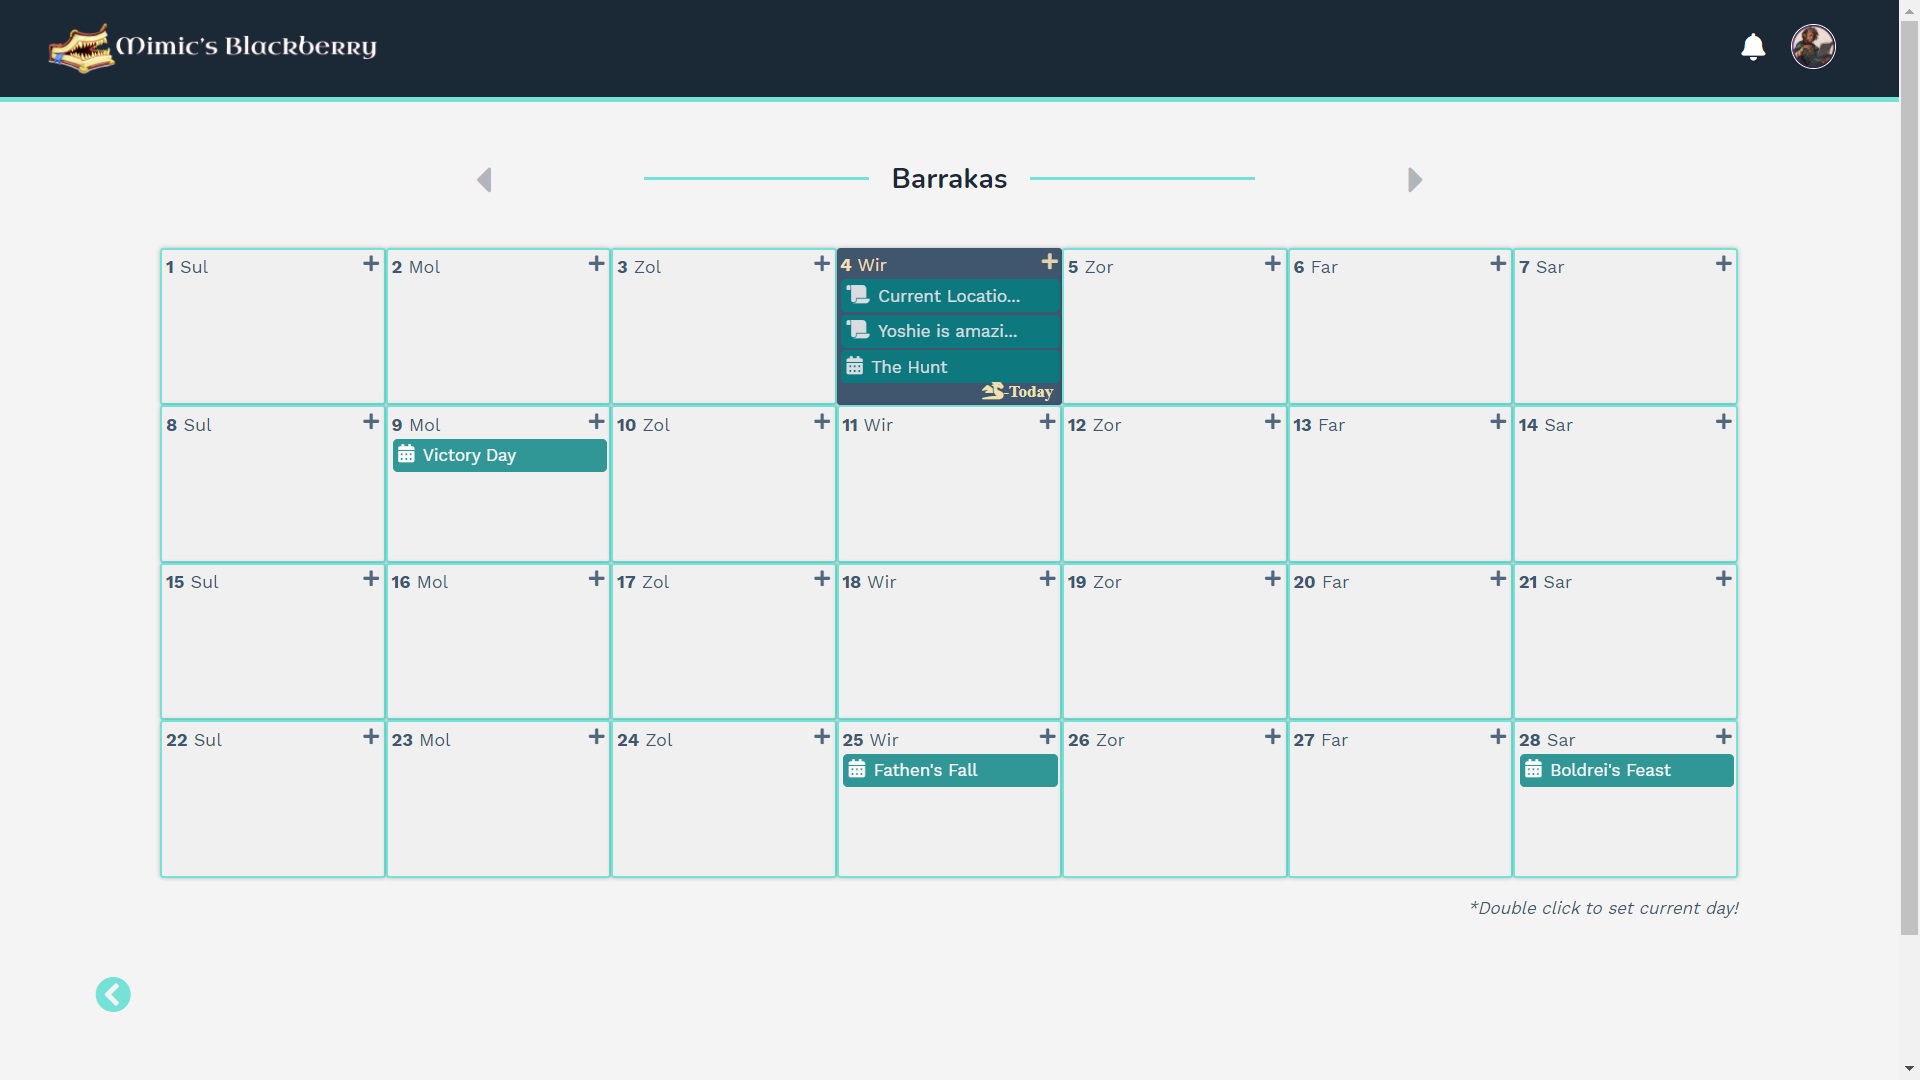 Mimic's Blackberry
Barrakas
1 Sul
2 Mol
3 Zol
4 Wir
Current Locatio...
Yoshie is amazi...
The Hunt
-Today
5 Zor
6 Far
7 Sar
8 Sul
9 Mol
Victory Day
10 Zol
11 Wir
12 Zor
13 Far
14 Sar
15 Sul
16 Mol
17 Zol
18 Wir
19 Zor
20 Far
21 Sar
22 Sul
23 Mol
24 Zol
25 Wir
Fathen's Fall
26 Zor
27 Far
28 Sar
Boldrei's Feast
*Double click to set current day!